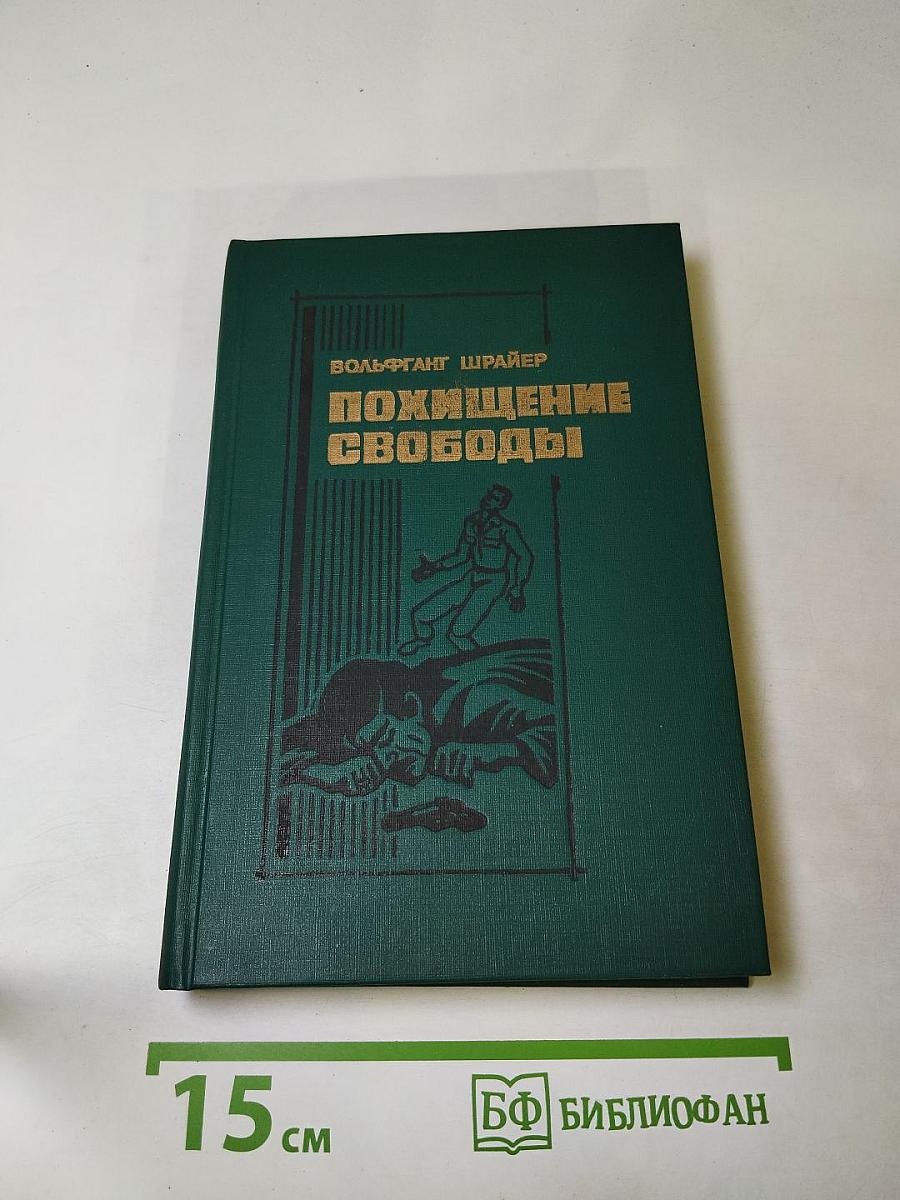 ВОЛЬФГАНГ ШРАЙЕР
ПОХИЩЕНИЕ
СВОБОДЫ
15 см
БФ БИБЛИОФАН